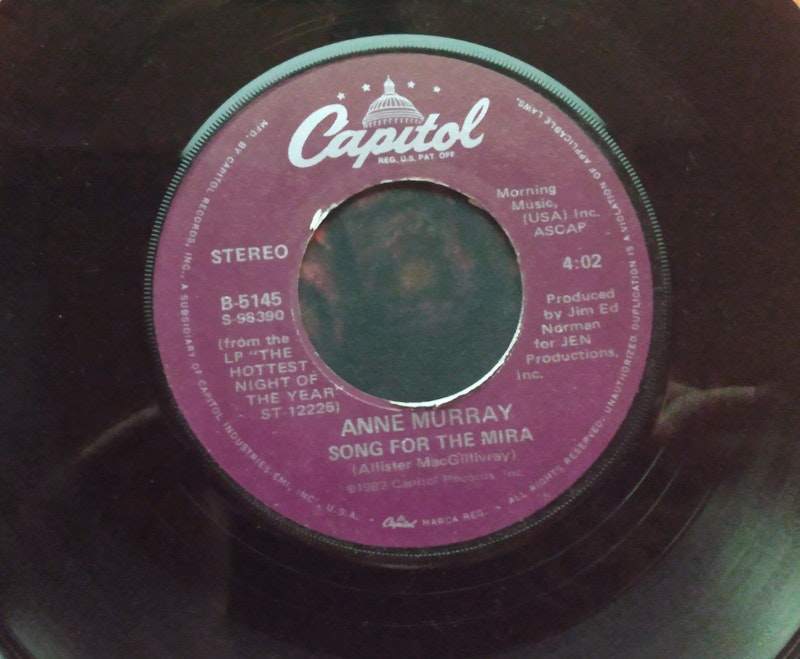 Capitol
REG. U.S. PAT. OFF.
STEREO
B-5145
S-98390
(from the
LP "THE
HOTTEST
NIGHT OF
THE YEAR"
ST-12225)
Morning
Music,
(USA) Inc.
ASCAP
4:02
Produced
by Jim Ed
Norman
for JEN
Productions,
Inc.
ANNE MURRAY
SONG FOR THE MIRA
(Allister MacGillivray)
©1982 Capitol Records, Inc.
MFD. BY CAPITOL RECORDS, INC., A SUBSIDIARY OF CAPITOL INDUSTRIES-EMI, INC., U.S.A. • Capitol MARCA REG. • ALL RIGHTS RESERVED. UNAUTHORIZED DUPLICATION IS A VIOLATION OF APPLICABLE LAWS.